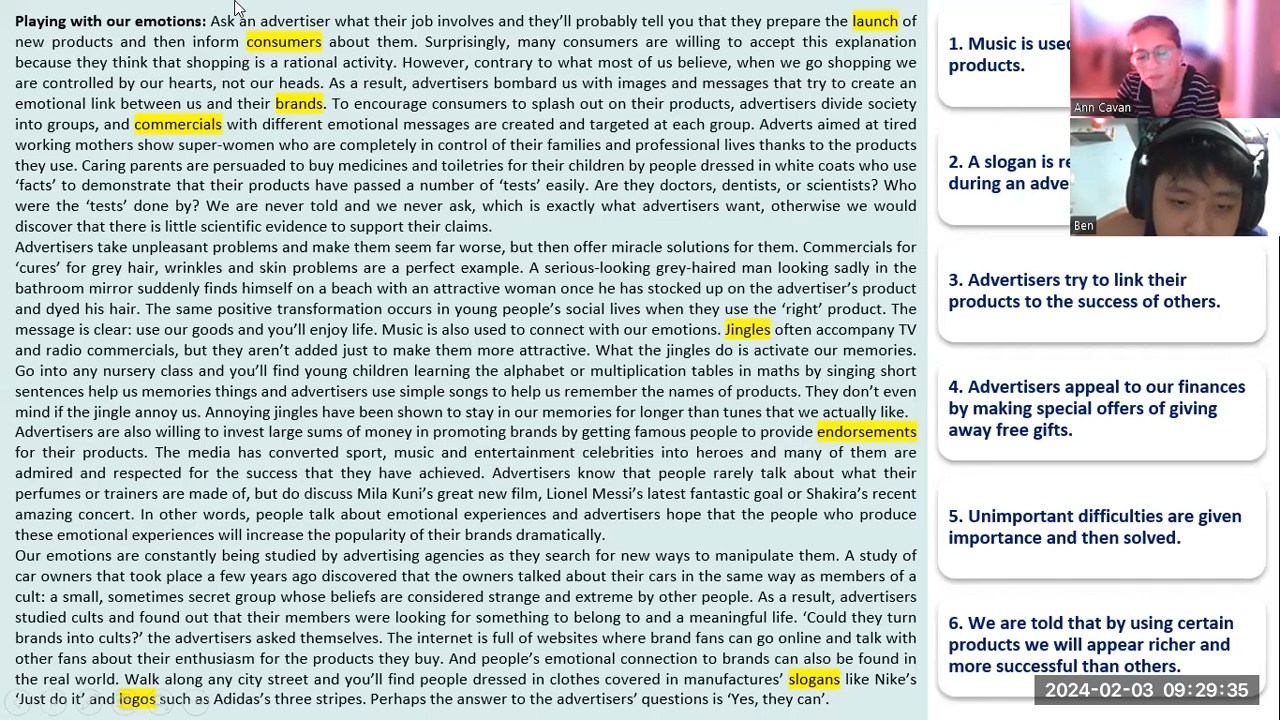 Playing with our emotions: Ask an advertiser what their job involves and they'll probably tell you that they prepare the launch of
new products and then inform consumers about them. Surprisingly, many consumers are willing to accept this explanation
because they think that shopping is a rational activity. However, contrary to what most of us believe, when we go shopping we
are controlled by our hearts, not our heads. As a result, advertisers bombard us with images and messages that try to create an
emotional link between us and their brands. To encourage consumers to splash out on their products, advertisers divide society
into groups, and commercials with different emotional messages are created and targeted at each group. Adverts aimed at tired
working mothers show super-women who are completely in control of their families and professional lives thanks to the products
they use. Caring parents are persuaded to buy medicines and toiletries for their children by people dressed in white coats who use
‘facts’ to demonstrate that their products have passed a number of ‘tests’ easily. Are they doctors, dentists, or scientists? Who
were the ‘tests’ done by? We are never told and we never ask, which is exactly what advertisers want, otherwise we would
discover that there is little scientific evidence to support their claims.
Advertisers take unpleasant problems and make them seem far worse, but then offer miracle solutions for them. Commercials for
‘cures’ for grey hair, wrinkles and skin problems are a perfect example. A serious-looking grey-haired man looking sadly in the
bathroom mirror suddenly finds himself on a beach with an attractive woman once he has stocked up on the advertiser's product
and dyed his hair. The same positive transformation occurs in young people's social lives when they use the ‘right’ product. The
message is clear: use our goods and you'll enjoy life. Music is also used to connect with our emotions. Jingles often accompany TV
and radio commercials, but they aren't added just to make them more attractive. What the jingles do is activate our memories.
Go into any nursery class and you'll find young children learning the alphabet or multiplication tables in maths by singing short
sentences help us memories things and advertisers use simple songs to help us remember the names of products. They don't even
mind if the jingle annoy us. Annoying jingles have been shown to stay in our memories for longer than tunes that we actually like.
Advertisers are also willing to invest large sums of money in promoting brands by getting famous people to provide endorsements
for their products. The media has converted sport, music and entertainment celebrities into heroes and many of them are
admired and respected for the success that they have achieved. Advertisers know that people rarely talk about what their
perfumes or trainers are made of, but do discuss Mila Kuni's great new film, Lionel Messi's latest fantastic goal or Shakira's recent
amazing concert. In other words, people talk about emotional experiences and advertisers hope that the people who produce
these emotional experiences will increase the popularity of their brands dramatically.
Our emotions are constantly being studied by advertising agencies as they search for new ways to manipulate them. A study of
car owners that took place a few years ago discovered that the owners talked about their cars in the same way as members of a
cult: a small, sometimes secret group whose beliefs are considered strange and extreme by other people. As a result, advertisers
studied cults and found out that their members were looking for something to belong to and a meaningful life. ‘Could they turn
brands into cults?’ the advertisers asked themselves. The internet is full of websites where brand fans can go online and talk with
other fans about their enthusiasm for the products they buy. And people's emotional connection to brands can also be found in
the real world. Walk along any city street and you'll find people dressed in clothes covered in manufactures’ slogans like Nike's
‘Just do it’ and logos such as Adidas's three stripes. Perhaps the answer to the advertisers’ questions is ‘Yes, they can’.
1. Music is used
products.
2. A slogan is
during an
3. Advertisers try to link their
products to the success of others.
4. Advertisers appeal to our finances
by making special offers of giving
away free gifts.
5. Unimportant difficulties are given
importance and then solved.
6. We are told that by using certain
products we will appear richer and
more successful than others.
Ann Cavan
Ben
2024-02-03 09:29:35